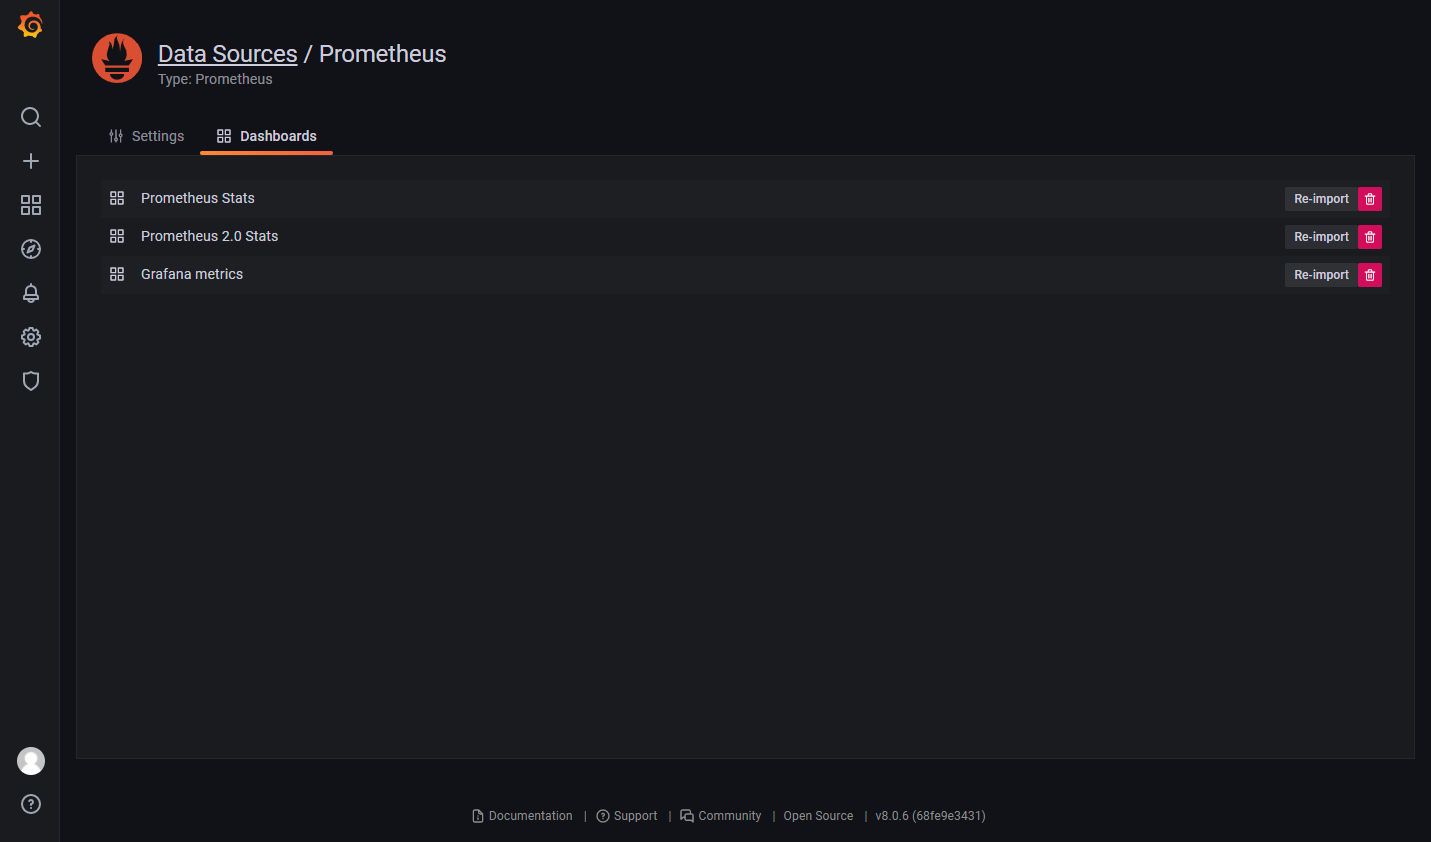 Data Sources / Prometheus
Type: Prometheus
Settings
Dashboards
Prometheus Stats
Re-import
Prometheus 2.0 Stats
Re-import
Grafana metrics
Re-import
Documentation | Support | Community | Open Source | v8.0.6 (68fe9e3431)